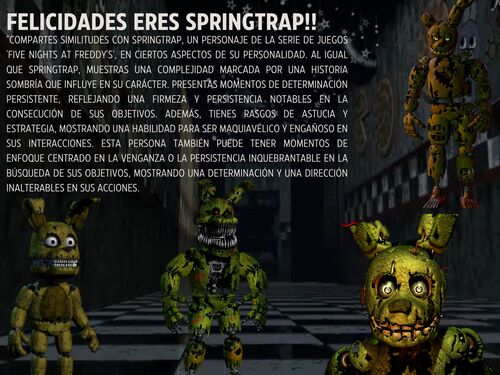 FELICIDADES ERES SPRINGTRAP!!
"COMPARTES SIMILITUDES CON SPRINGTRAP, UN PERSONAJE DE LA SERIE DE JUEGOS
'FIVE NIGHTS AT FREDDY'S', EN CIERTOS ASPECTOS DE SU PERSONALIDAD. AL IGUAL
QUE SPRINGTRAP, MUESTRAS UNA COMPLEJIDAD MARCADA POR UNA HISTORIA
SOMBRÍA QUE INFLUYE EN SU CARÁCTER. PRESENTAS MOMENTOS DE DETERMINACIÓN
PERSISTENTE, REFLEJANDO UNA FIRMEZA Y PERSISTENCIA NOTABLES EN LA
CONSECUCIÓN DE SUS OBJETIVOS. ADEMÁS, TIENES RASGOS DE ASTUCIA Y
ESTRATEGIA, MOSTRANDO UNA HABILIDAD PARA SER MAQUIAVÉLICO Y ENGAÑOSO EN
SUS INTERACCIONES. ESTA PERSONA TAMBIÉN PUEDE TENER MOMENTOS DE
ENFOQUE CENTRADO EN LA VENGANZA O LA PERSISTENCIA INQUEBRANTABLE EN LA
BÚSQUEDA DE SUS OBJETIVOS, MOSTRANDO UNA DETERMINACIÓN Y UNA DIRECCIÓN
INALTERABLES EN SUS ACCIONES.